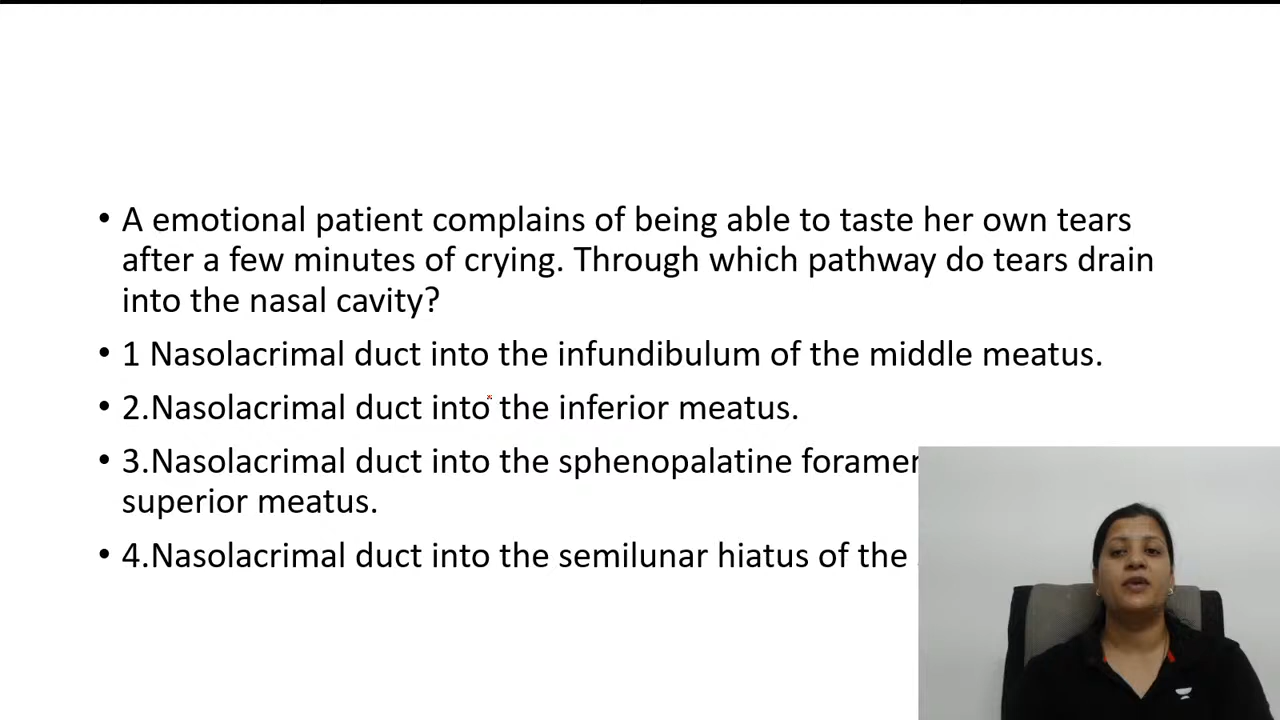 • A emotional patient complains of being able to taste her own tears
after a few minutes of crying. Through which pathway do tears drain
into the nasal cavity?
• 1 Nasolacrimal duct into the infundibulum of the middle meatus.
• 2.Nasolacrimal duct into the inferior meatus.
• 3.Nasolacrimal duct into the sphenopalatine
superior meatus.
• 4.Nasolacrimal duct into the semilunar hiatus of the